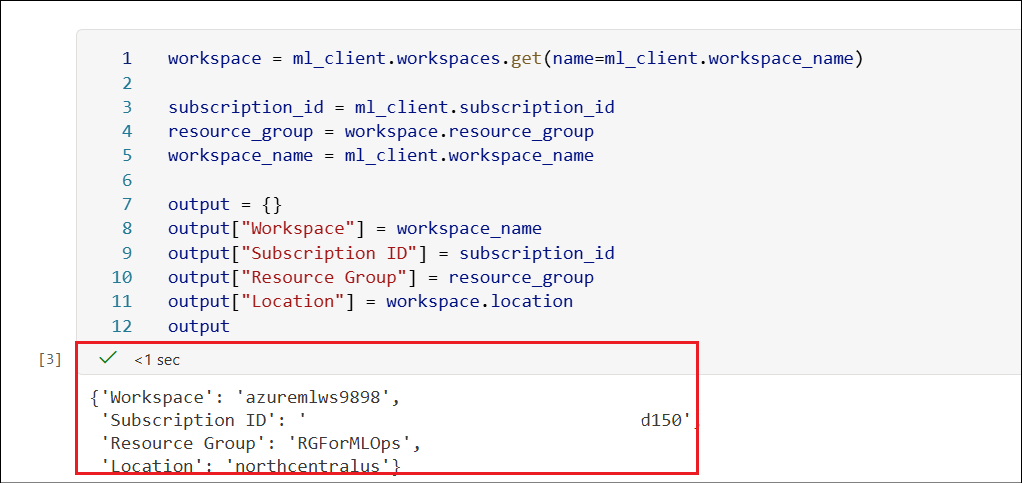 1 workspace = ml_client.workspaces.get(name=ml_client.workspace_name)
2
3 subscription_id = ml_client.subscription_id
4 resource_group = workspace.resource_group
5 workspace_name = ml_client.workspace_name
6
7 output = {}
8 output["Workspace"] = workspace_name
9 output["Subscription ID"] = subscription_id
10 output["Resource Group"] = resource_group
11 output["Location"] = workspace.location
12 output
[3] <1 sec
{'Workspace': 'azuremlws9898',
'Subscription ID': ' d150',
'Resource Group': 'RGForMLOps',
'Location': 'northcentralus'}